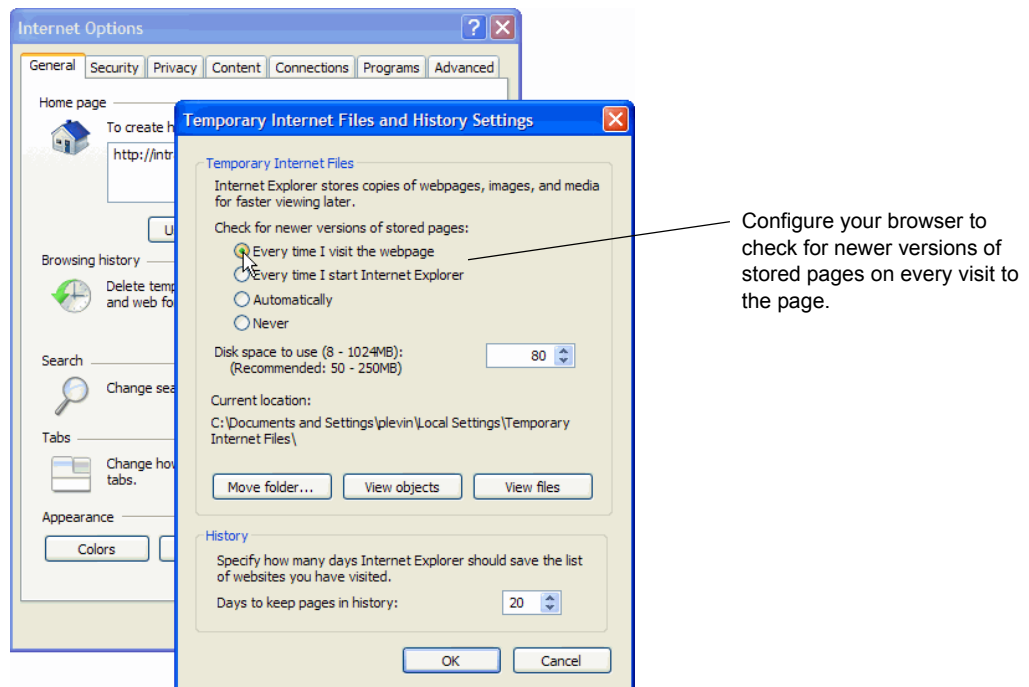 Internet Options
General Security Privacy Content Connections Programs Advanced
Home page
To create h
http://intr
U
Browsing history
Delete temp
and web fo
Search
Change sea
Tabs
Change how
tabs.
Appearance
Colors
Temporary Internet Files and History Settings
Temporary Internet Files
Internet Explorer stores copies of webpages, images, and media
for faster viewing later.
Check for newer versions of stored pages:
Every time I visit the webpage
Every time I start Internet Explorer
Automatically
Never
Disk space to use (8 - 1024MB):
(Recommended: 50 - 250MB)
80
Current location:
C:\Documents and Settings\plevin\Local Settings\Temporary
Internet Files\
Move folder... View objects View files
History
Specify how many days Internet Explorer should save the list
of websites you have visited.
Days to keep pages in history: 20
OK Cancel
Configure your browser to
check for newer versions of
stored pages on every visit to
the page.